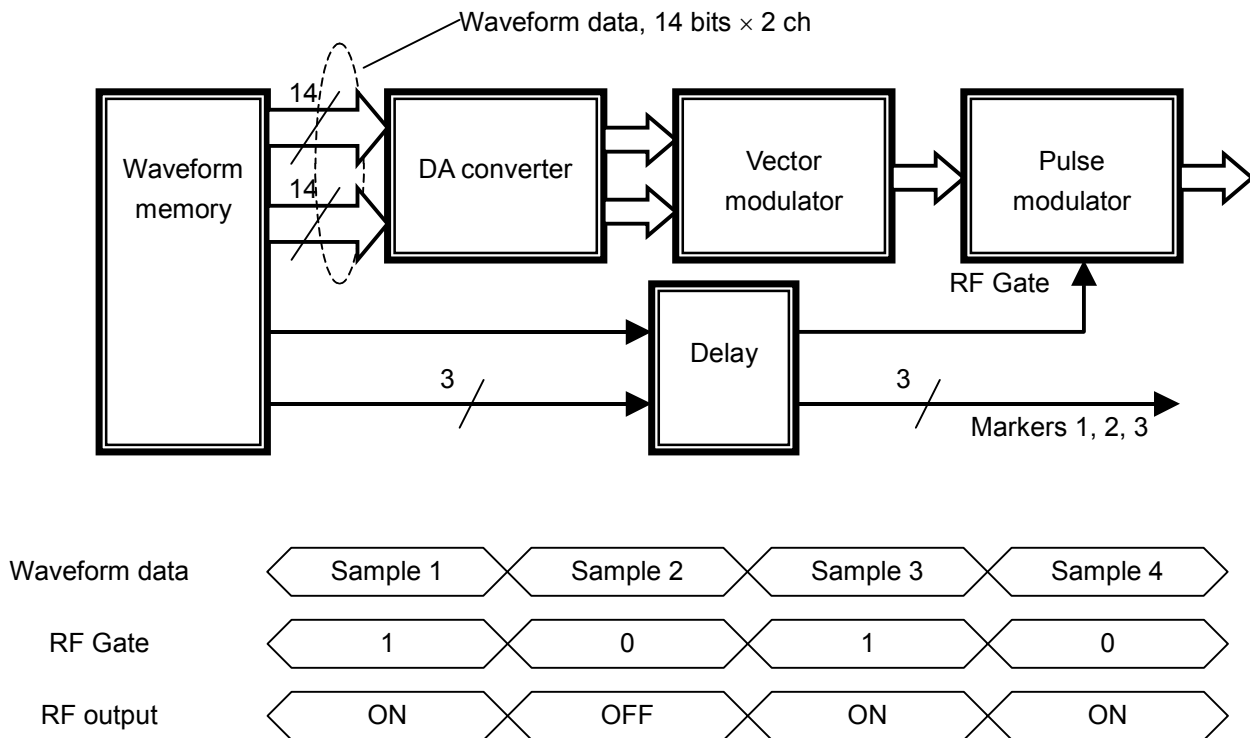 Waveform data, 14 bits × 2 ch
14
14
Waveform
memory
DA converter
Vector
modulator
Pulse
modulator
RF Gate
Delay
3
3
Markers 1, 2, 3
Waveform data Sample 1 Sample 2 Sample 3 Sample 4
RF Gate 1 0 1 0
RF output ON OFF ON ON